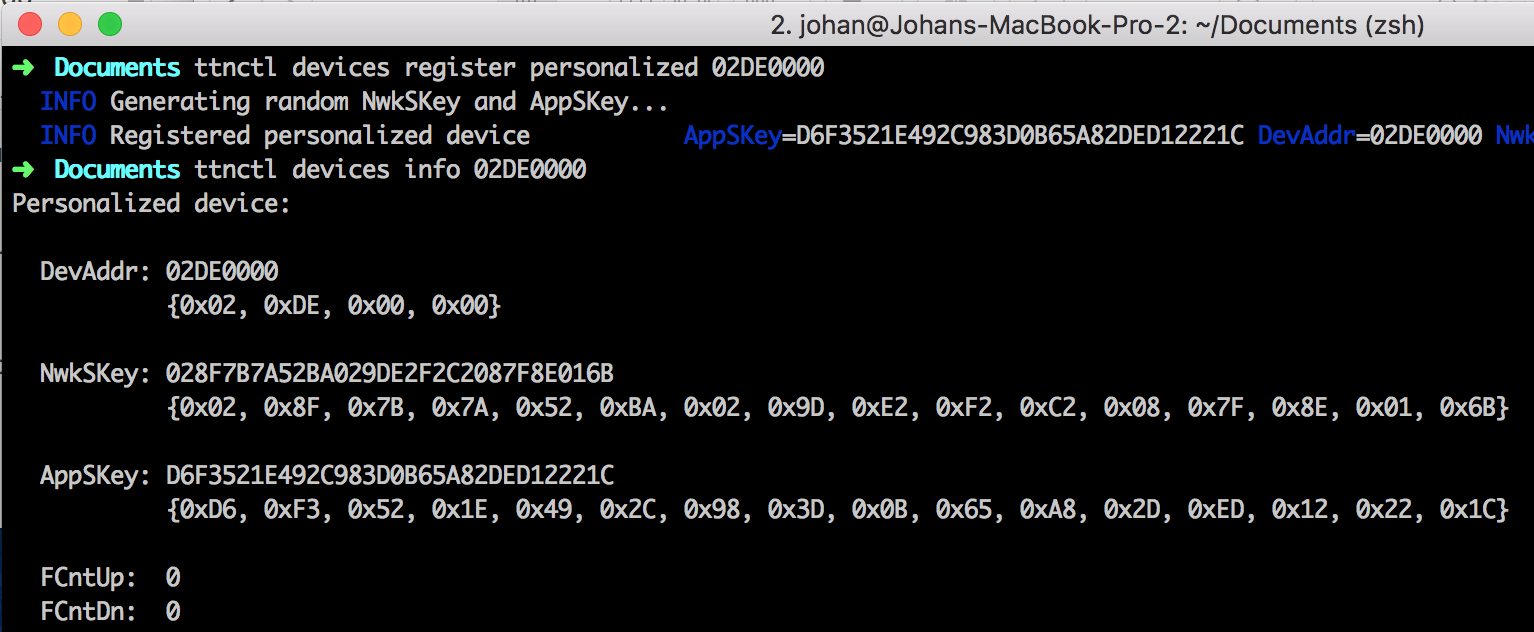 2. johan@Johans-MacBook-Pro-2: ~/Documents (zsh)
➜ Documents ttnctl devices register personalized 02DE0000
INFO Generating random NwkSKey and AppSKey...
INFO Registered personalized device AppSKey=D6F3521E492C983D0B65A82DED12221C DevAddr=02DE0000 Nwk
➜ Documents ttnctl devices info 02DE0000
Personalized device:
DevAddr: 02DE0000
{0x02, 0xDE, 0x00, 0x00}
NwkSKey: 028F7B7A52BA029DE2F2C2087F8E016B
{0x02, 0x8F, 0x7B, 0x7A, 0x52, 0xBA, 0x02, 0x9D, 0xE2, 0xF2, 0xC2, 0x08, 0x7F, 0x8E, 0x01, 0x6B}
AppSKey: D6F3521E492C983D0B65A82DED12221C
{0xD6, 0xF3, 0x52, 0x1E, 0x49, 0x2C, 0x98, 0x3D, 0x0B, 0x65, 0xA8, 0x2D, 0xED, 0x12, 0x22, 0x1C}
FCntUp: 0
FCntDn: 0